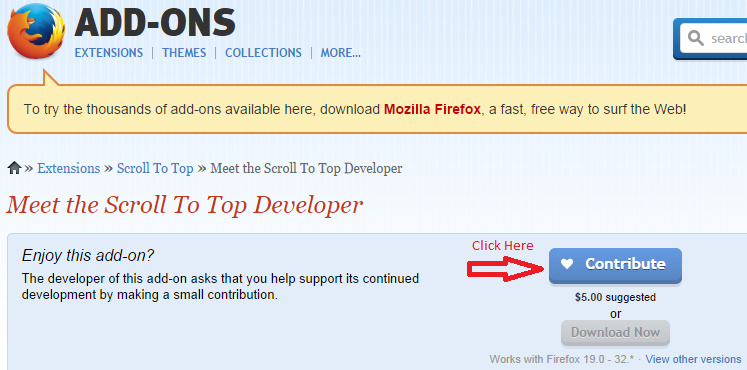 ADD-ONS
EXTENSIONS | THEMES | COLLECTIONS | MORE...
search
To try the thousands of add-ons available here, download Mozilla Firefox, a fast, free way to surf the Web!
» Extensions » Scroll To Top » Meet the Scroll To Top Developer
Meet the Scroll To Top Developer
Enjoy this add-on?
The developer of this add-on asks that you help support its continued
development by making a small contribution.
Click Here
Contribute
$5.00 suggested
or
Download Now
Works with Firefox 19.0 - 32.* · View other versions